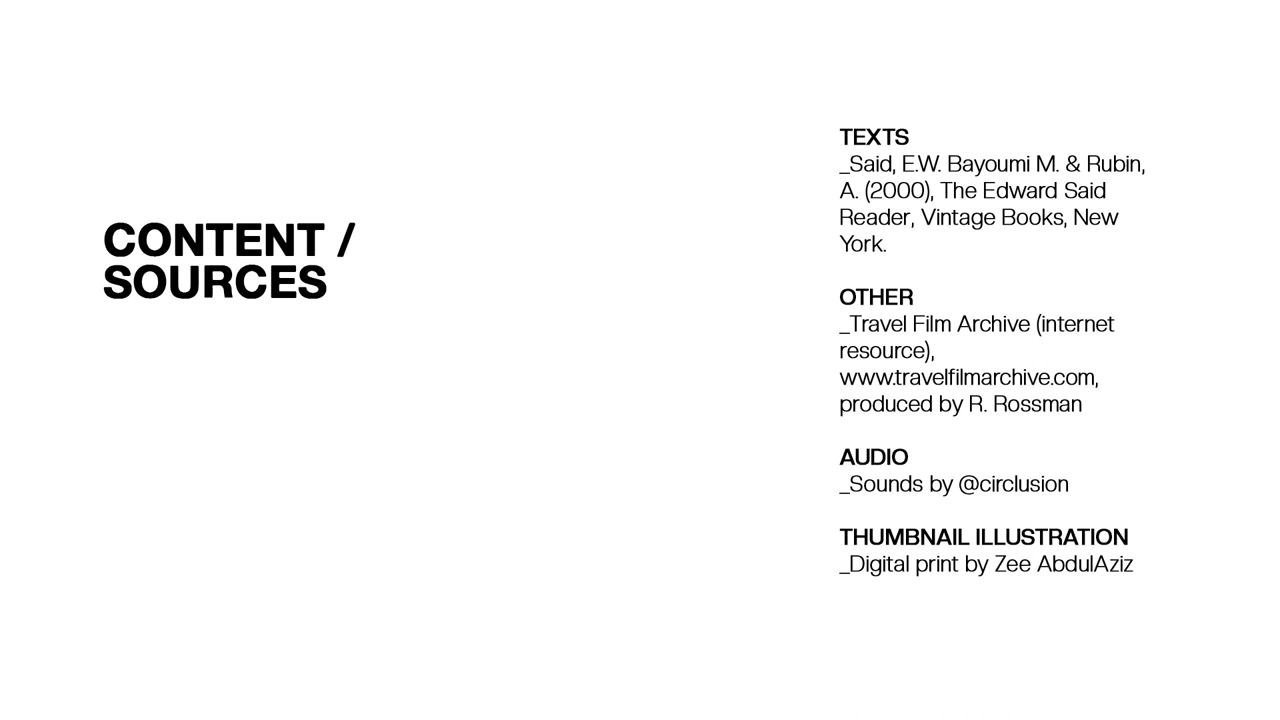 CONTENT /
SOURCES
TEXTS
_Said, E.W. Bayoumi M. & Rubin,
A. (2000), The Edward Said
Reader, Vintage Books, New
York.
OTHER
_Travel Film Archive (internet
resource),
www.travelfilmarchive.com,
produced by R. Rossman
AUDIO
_Sounds by @circlusion
THUMBNAIL ILLUSTRATION
_Digital print by Zee AbdulAziz